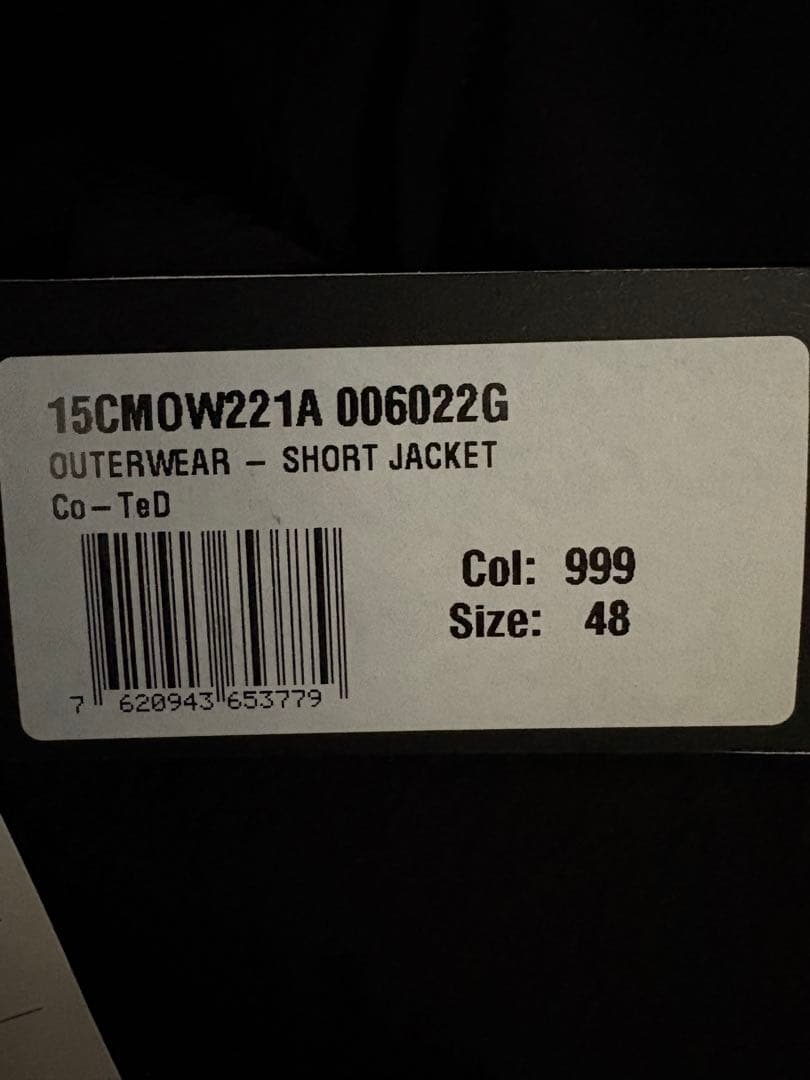 15CMOW221A 006022G
OUTERWEAR – SHORT JACKET
Co-TeD
Col: 999
Size: 48
7 620943 653779